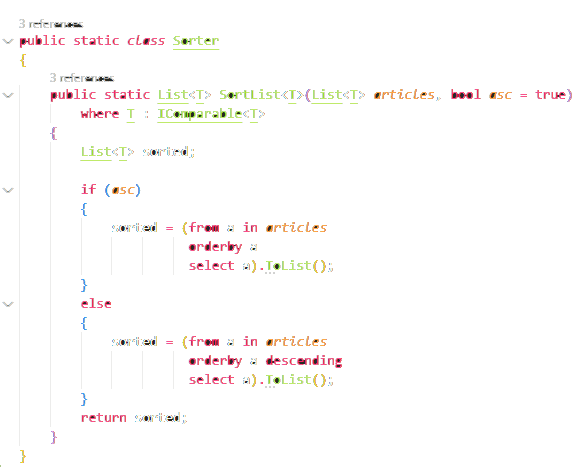 3 references
public static class Sorter
{
3 references
public static List<T> SortList<T>(List<T> articles, bool asc = true)
where T : IComparable<T>
{
List<T> sorted;
if (asc)
{
sorted = (from a in articles
orderby a
select a).ToList();
}
else
{
sorted = (from a in articles
orderby a descending
select a).ToList();
}
return sorted;
}
}